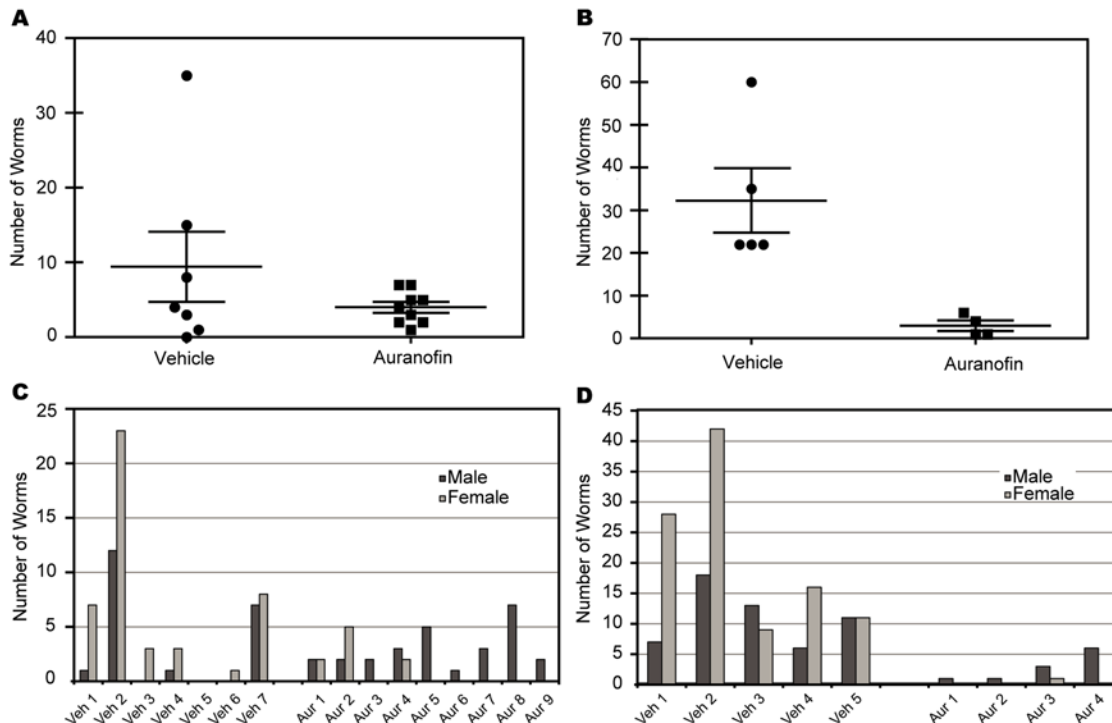 A
40
30
20
10
0
Number of Worms
Vehicle
Auranofin
B
70
60
50
40
30
20
10
0
Number of Worms
Vehicle
Auranofin
C
25
20
15
10
5
0
Number of Worms
Male
Female
Veh 1
Veh 2
Veh 3
Veh 4
Veh 5
Veh 6
Veh 7
Aur 1
Aur 2
Aur 3
Aur 4
Aur 5
Aur 6
Aur 7
Aur 8
Aur 9
D
45
40
35
30
25
20
15
10
5
0
Number of Worms
Male
Female
Veh 1
Veh 2
Veh 3
Veh 4
Veh 5
Aur 1
Aur 2
Aur 3
Aur 4